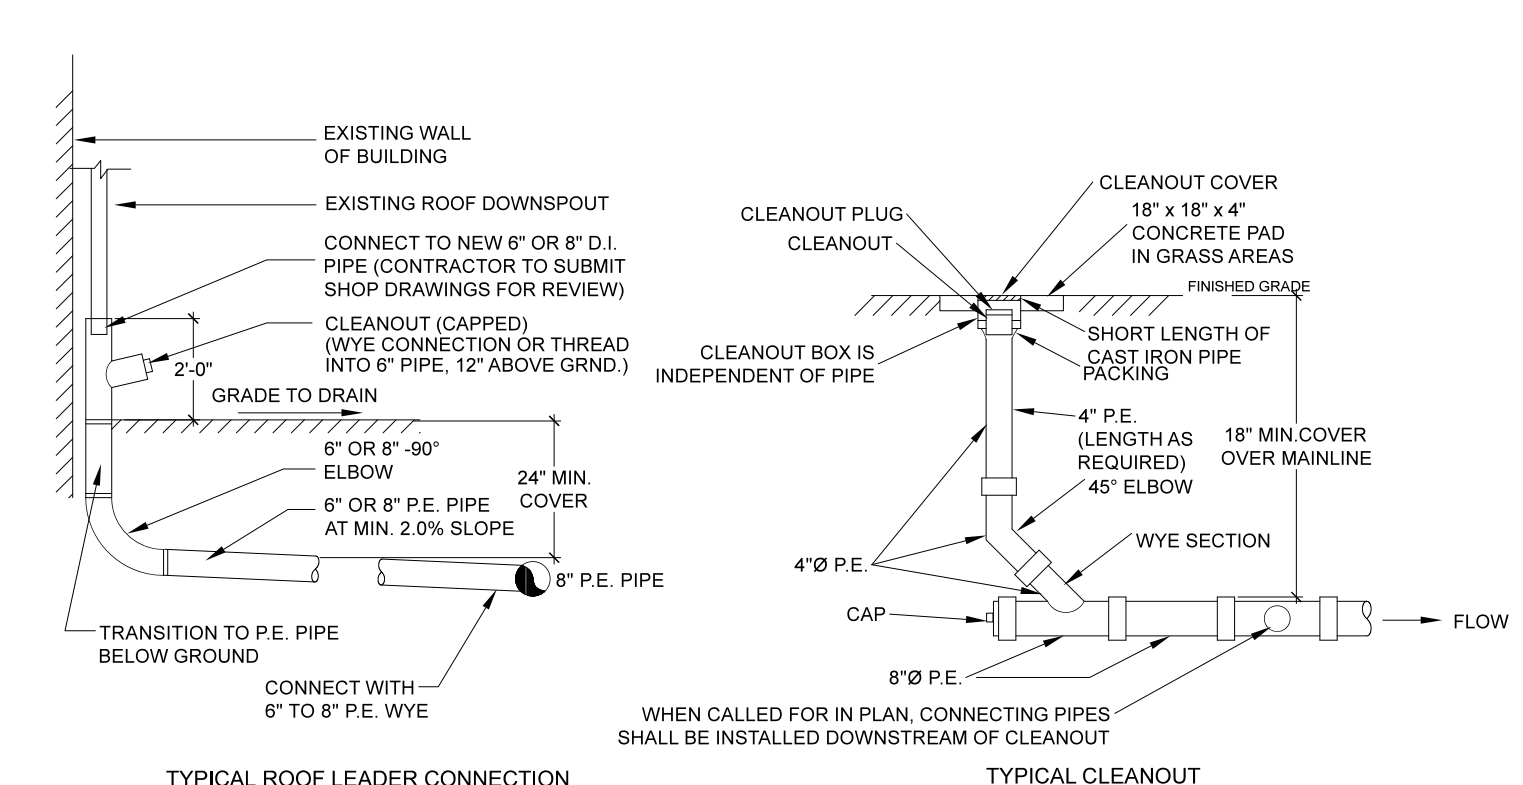 EXISTING WALL
OF BUILDING
EXISTING ROOF DOWNSPOUT
CONNECT TO NEW 6" OR 8" D.I.
PIPE (CONTRACTOR TO SUBMIT
SHOP DRAWINGS FOR REVIEW)
CLEANOUT (CAPPED)
(WYE CONNECTION OR THREAD
INTO 6" PIPE, 12" ABOVE GRND.)
2'-0"
GRADE TO DRAIN
6" OR 8" -90°
ELBOW
24" MIN.
COVER
6" OR 8" P.E. PIPE
AT MIN. 2.0% SLOPE
8" P.E. PIPE
TRANSITION TO P.E. PIPE
BELOW GROUND
CONNECT WITH
6" TO 8" P.E. WYE
TYPICAL ROOF LEADER CONNECTION
CLEANOUT COVER
CLEANOUT PLUG
CLEANOUT
18" x 18" x 4"
CONCRETE PAD
IN GRASS AREAS
FINISHED GRADE
SHORT LENGTH OF
CAST IRON PIPE
PACKING
CLEANOUT BOX IS
INDEPENDENT OF PIPE
4" P.E.
(LENGTH AS
REQUIRED)
18" MIN.COVER
OVER MAINLINE
45° ELBOW
WYE SECTION
4"Ø P.E.
CAP
FLOW
8"Ø P.E.
WHEN CALLED FOR IN PLAN, CONNECTING PIPES
SHALL BE INSTALLED DOWNSTREAM OF CLEANOUT
TYPICAL CLEANOUT